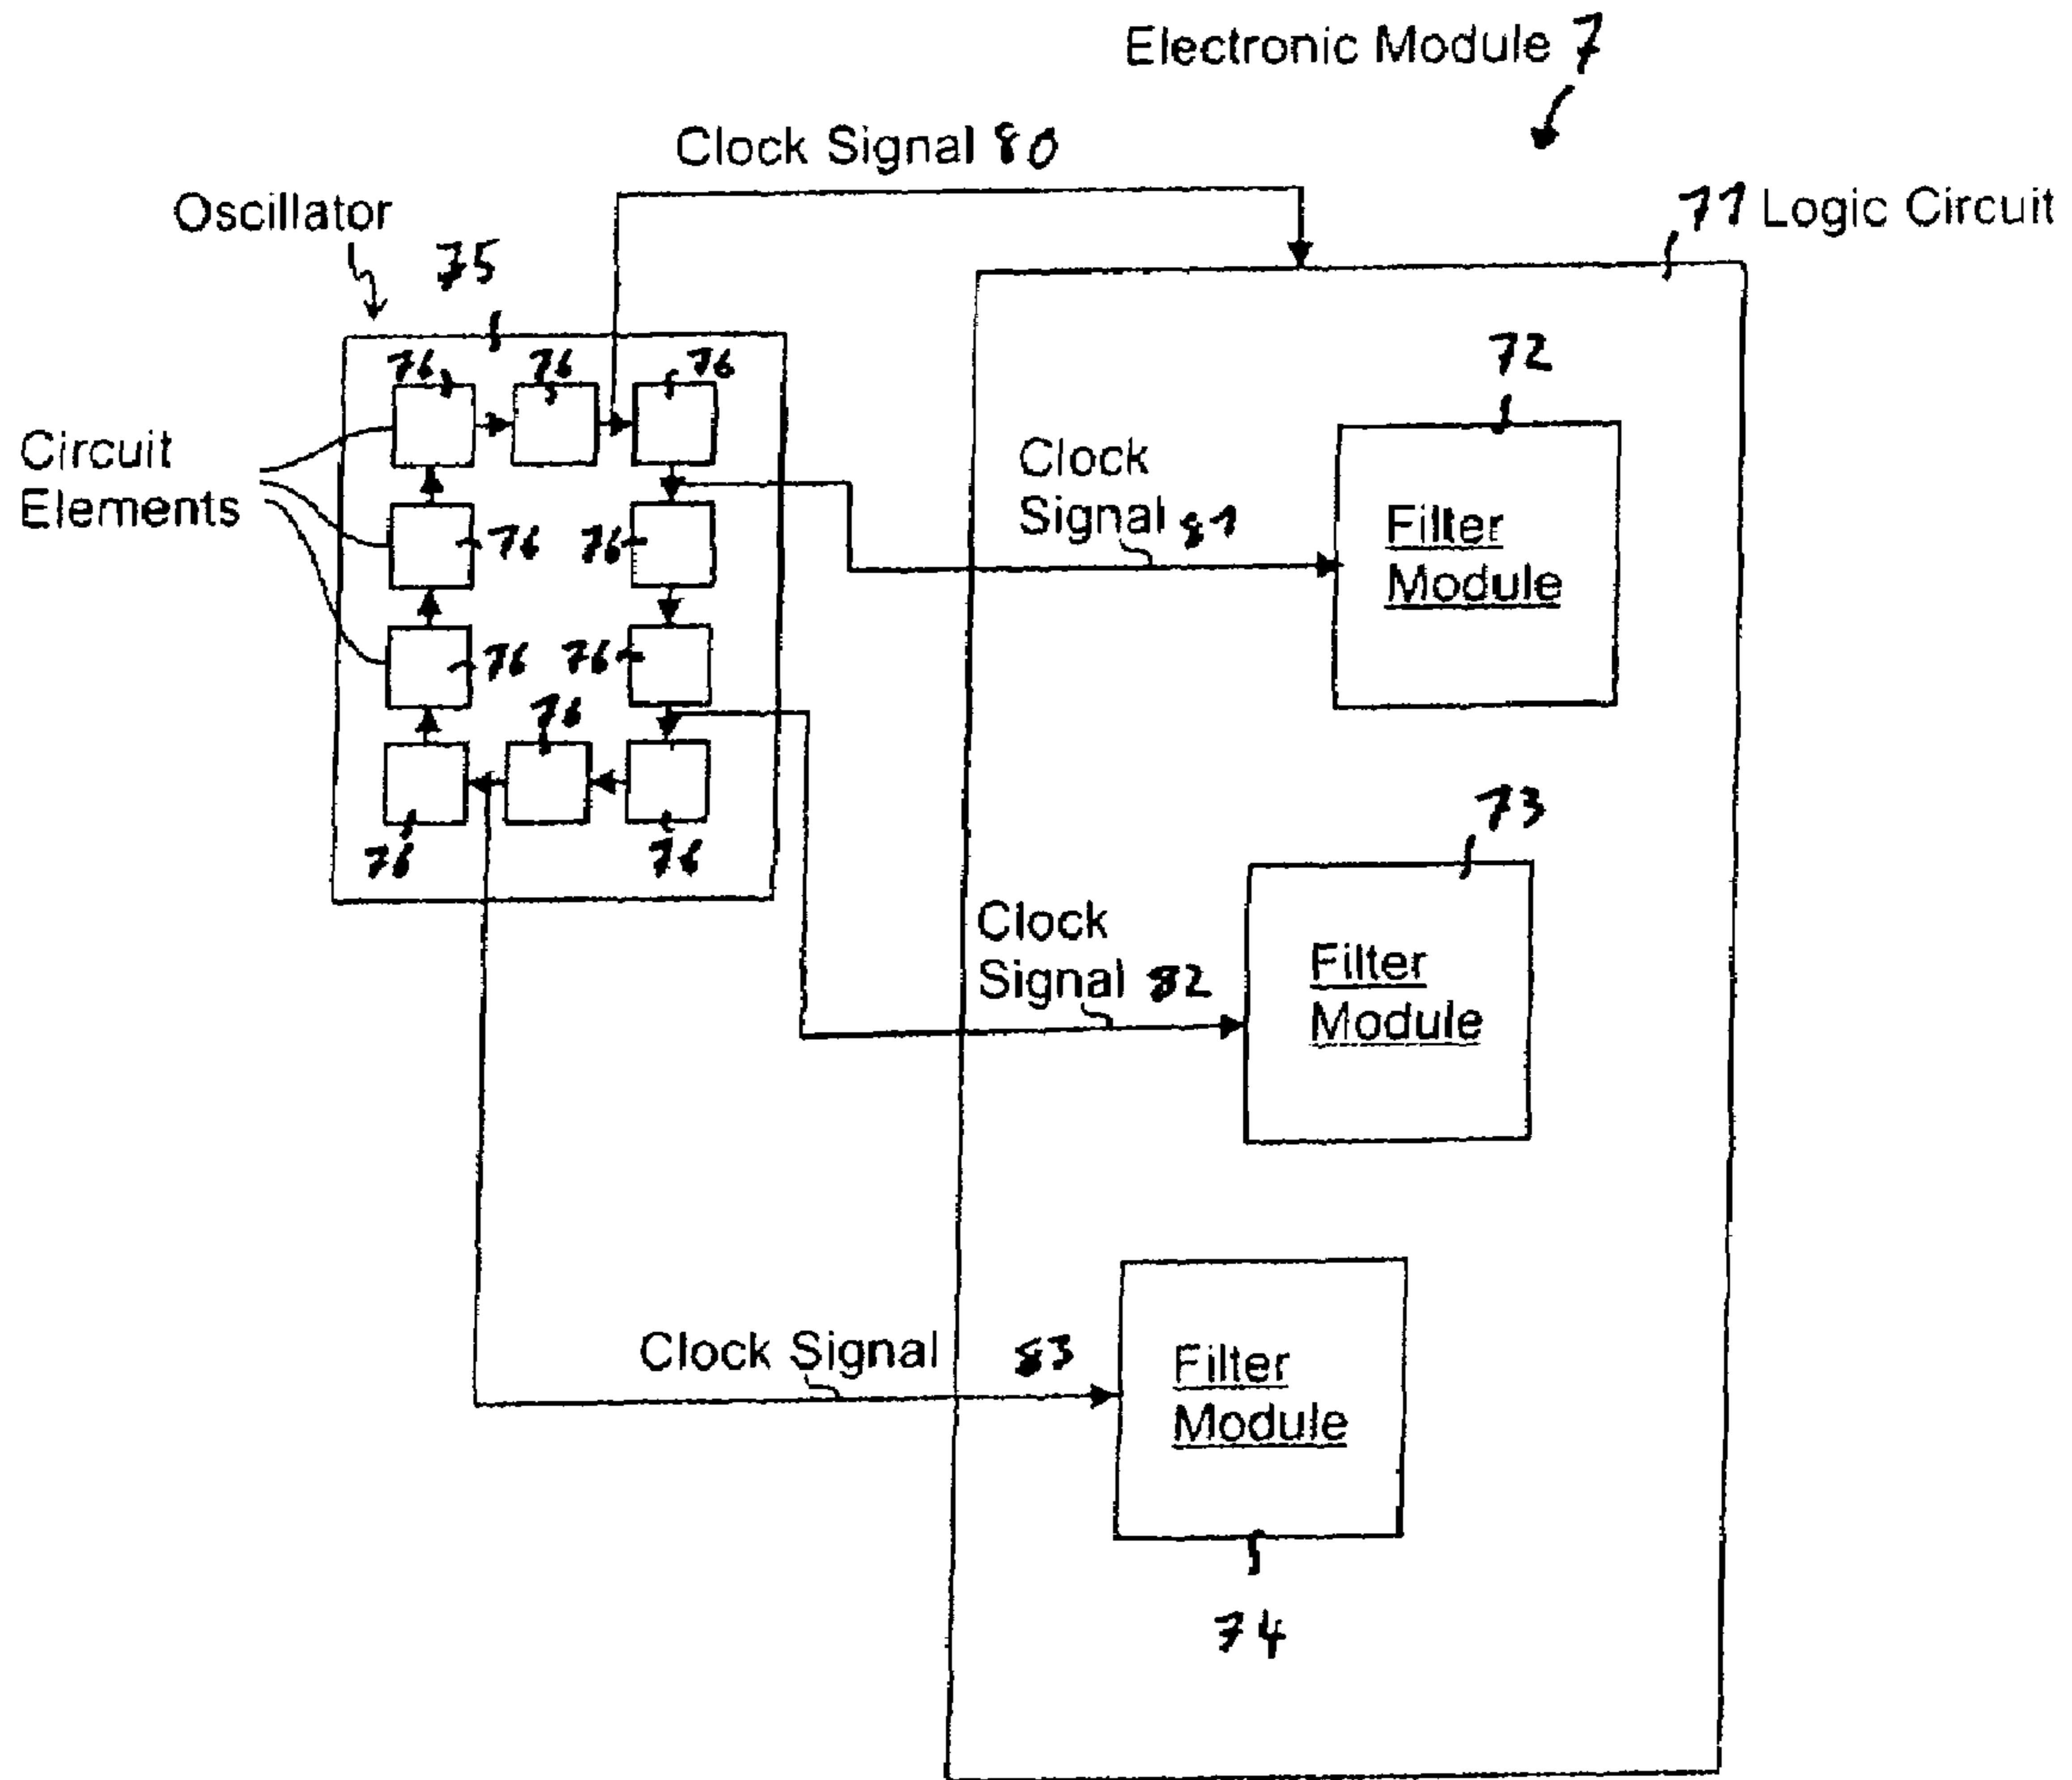 Electronic Module 7
Clock Signal 80
Oscillator
75
71 Logic Circuit
76 76 76
72
Circuit
Elements
Clock
Signal 81
Filter
Module
76 76
76 76
76
76 76
73
Clock
Signal 82
Filter
Module
Clock Signal 83
Filter
Module
74